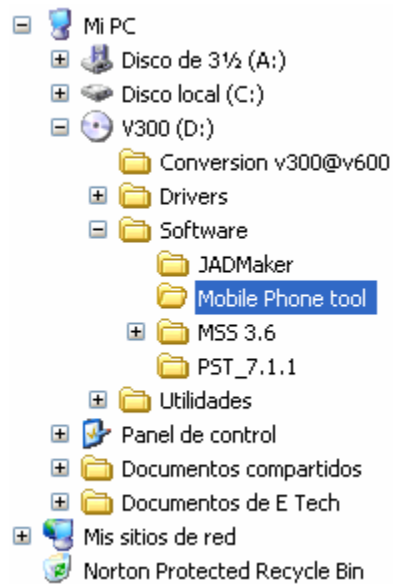 Mi PC
Disco de 3½ (A:)
Disco local (C:)
V300 (D:)
Conversion v300@v600
Drivers
Software
JADMaker
Mobile Phone tool
MSS 3.6
PST_7.1.1
Utilidades
Panel de control
Documentos compartidos
Documentos de E Tech
Mis sitios de red
Norton Protected Recycle Bin